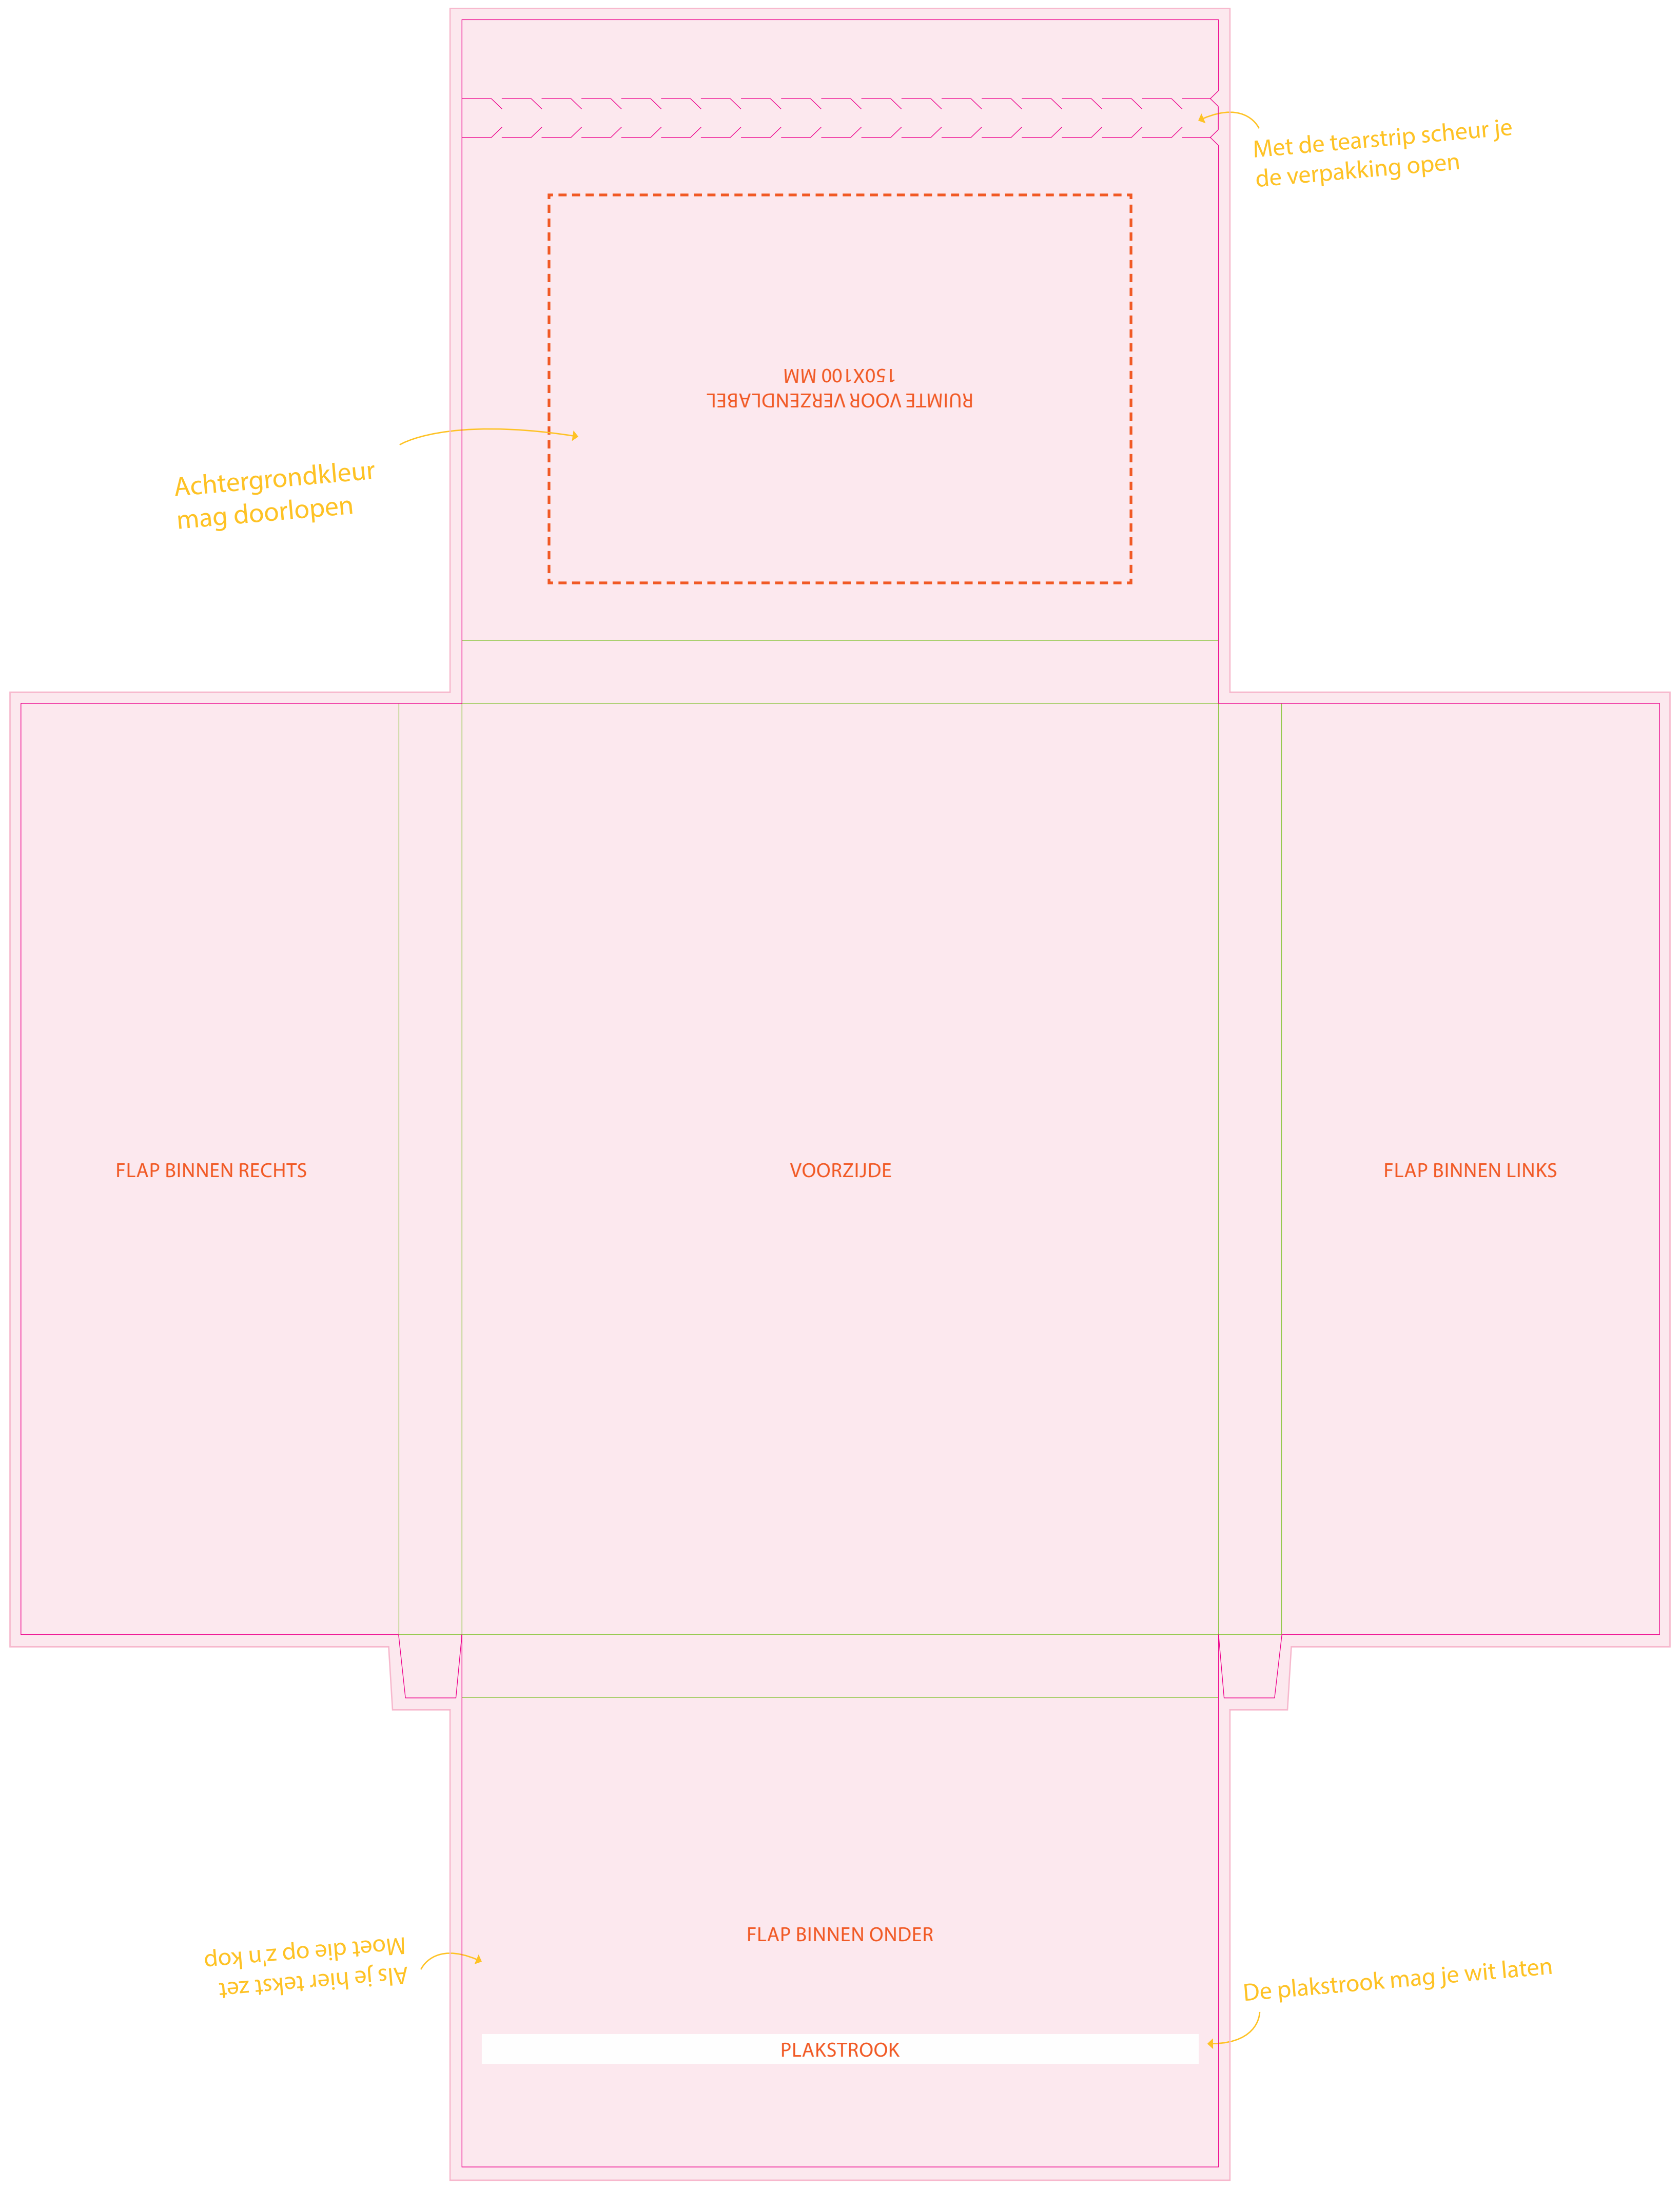 Met de tearstrip scheur je
de verpakking open
RUIMTE VOOR VERZENDLABEL
150X100 MM
Achtergrondkleur
mag doorlopen
FLAP BINNEN RECHTS
VOORZIJDE
FLAP BINNEN LINKS
FLAP BINNEN ONDER
Als je hier tekst zet
Moet die op z'n kop
De plakstrook mag je wit laten
PLAKSTROOK